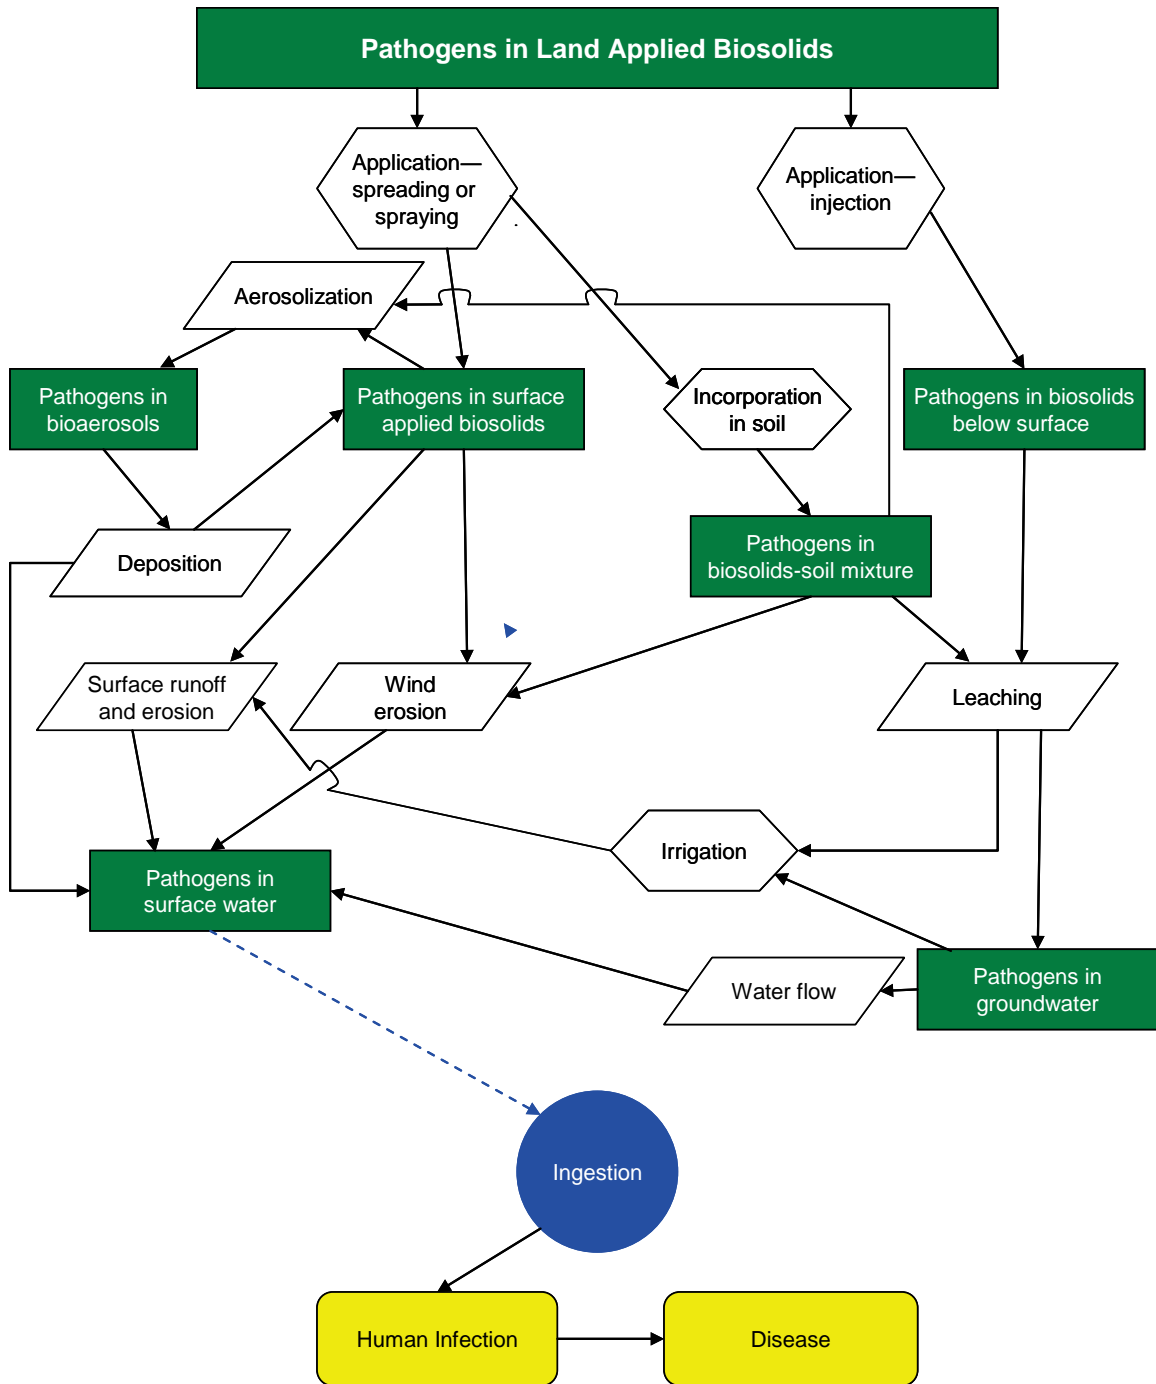 Pathogens in Land Applied Biosolids
Application—
spreading or
spraying
Application—
injection
Aerosolization
Pathogens in
bioaerosols
Pathogens in surface
applied biosolids
Incorporation
in soil
Pathogens in biosolids
below surface
Deposition
Pathogens in
biosolids-soil mixture
Surface runoff
and erosion
Wind
erosion
Leaching
Irrigation
Pathogens in
surface water
Water flow
Pathogens in
groundwater
Ingestion
Human Infection
Disease